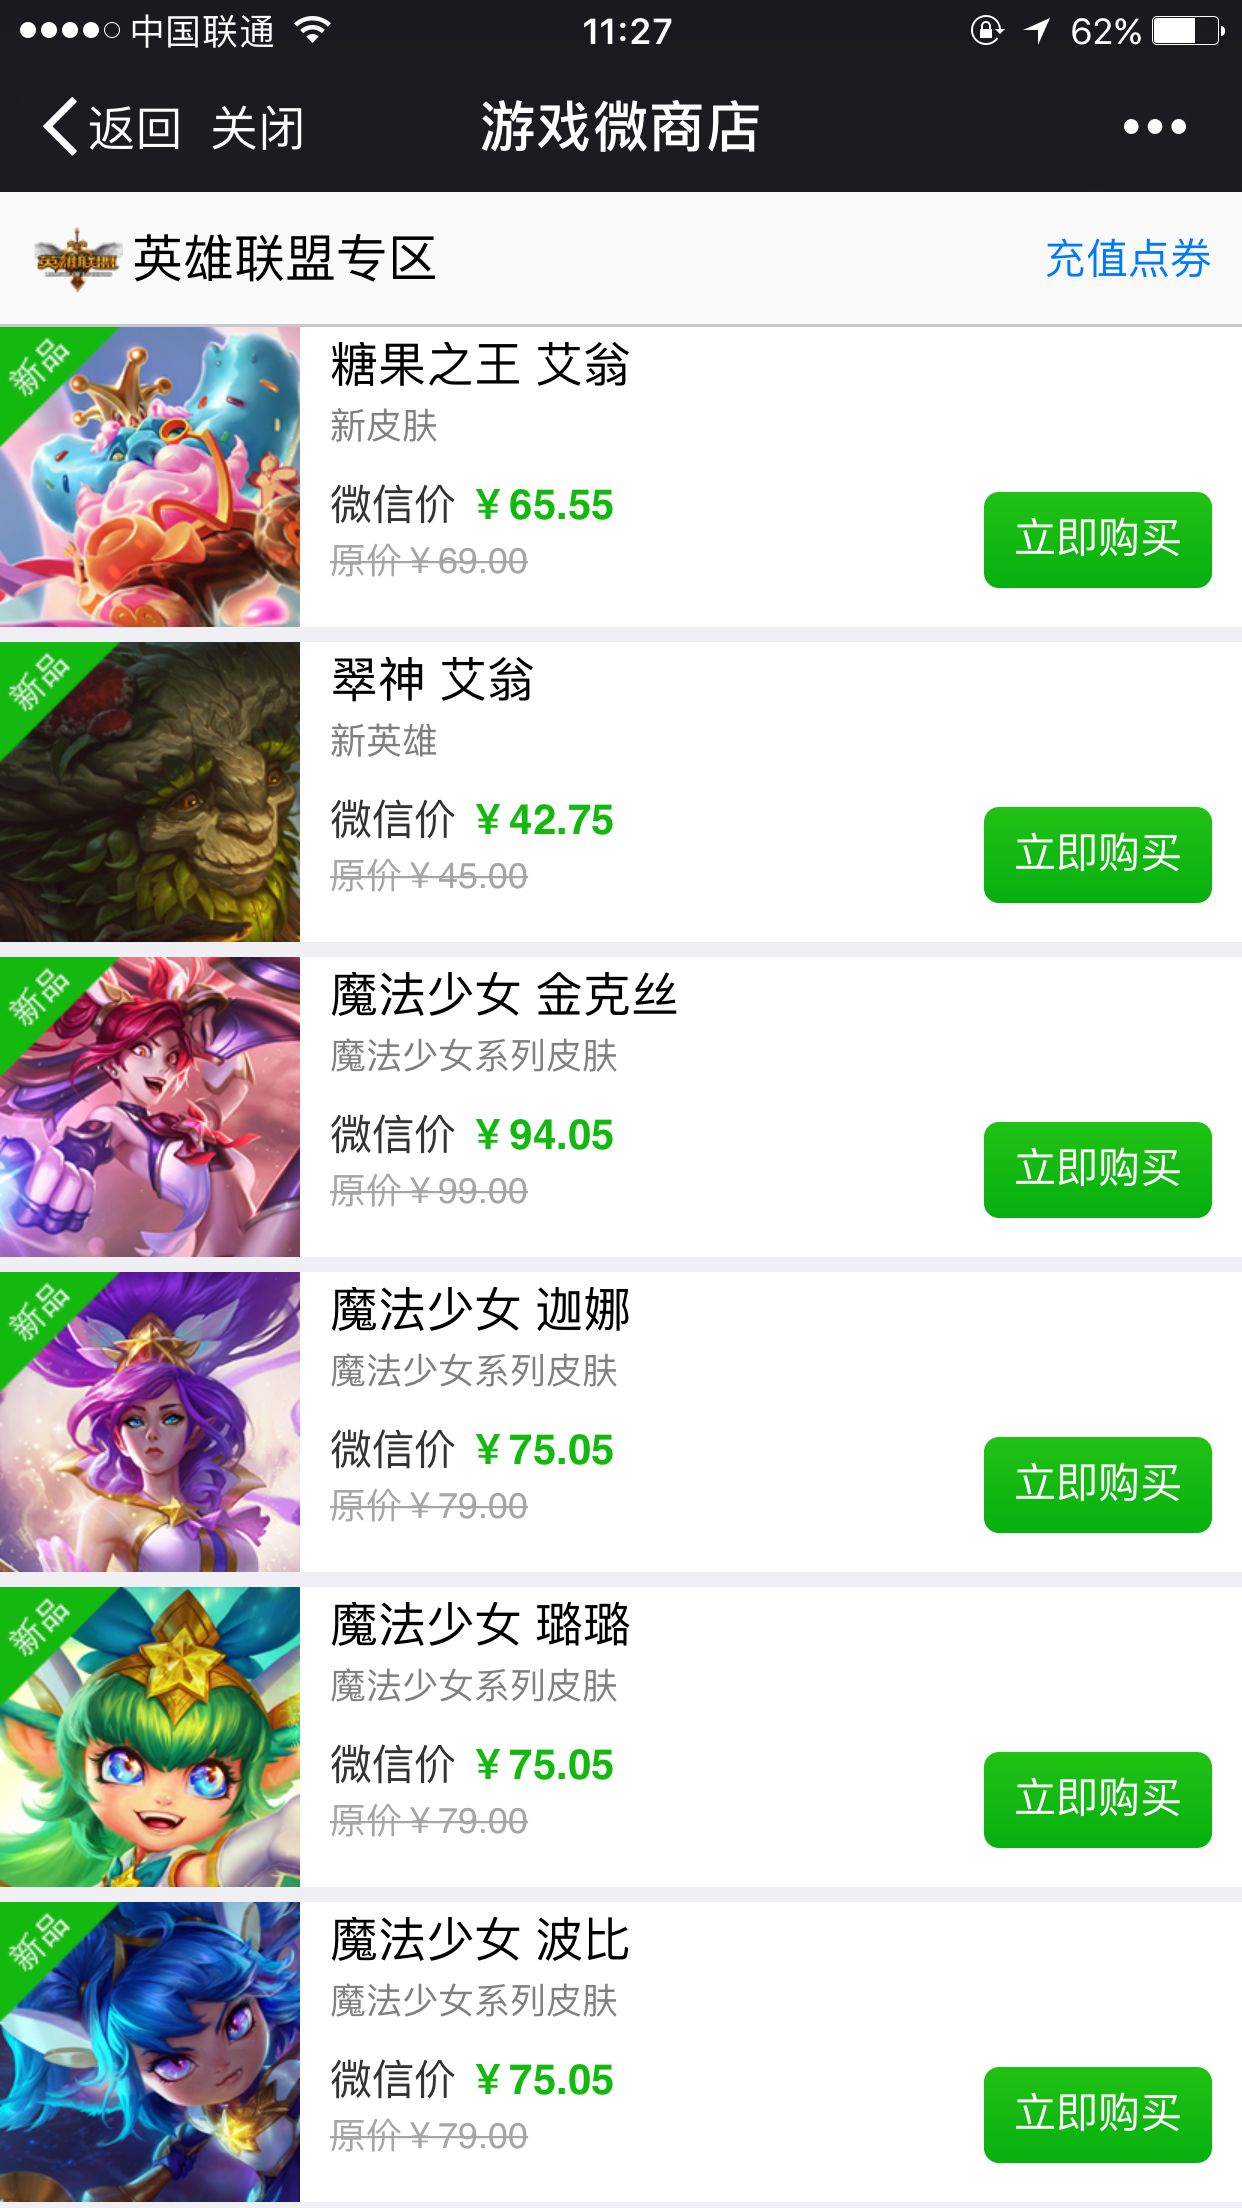 中国联通 11:27 62%
返回 关闭 游戏微商店
英雄联盟
英雄联盟专区 充值点券
新品
糖果之王 艾翁
新皮肤
微信价 ¥65.55
原价¥69.00
立即购买
新品
翠神 艾翁
新英雄
微信价 ¥42.75
原价¥45.00
立即购买
新品
魔法少女 金克丝
魔法少女系列皮肤
微信价 ¥94.05
原价¥99.00
立即购买
新品
魔法少女 迦娜
魔法少女系列皮肤
微信价 ¥75.05
原价¥79.00
立即购买
新品
魔法少女 璐璐
魔法少女系列皮肤
微信价 ¥75.05
原价¥79.00
立即购买
新品
魔法少女 波比
魔法少女系列皮肤
微信价 ¥75.05
原价¥79.00
立即购买